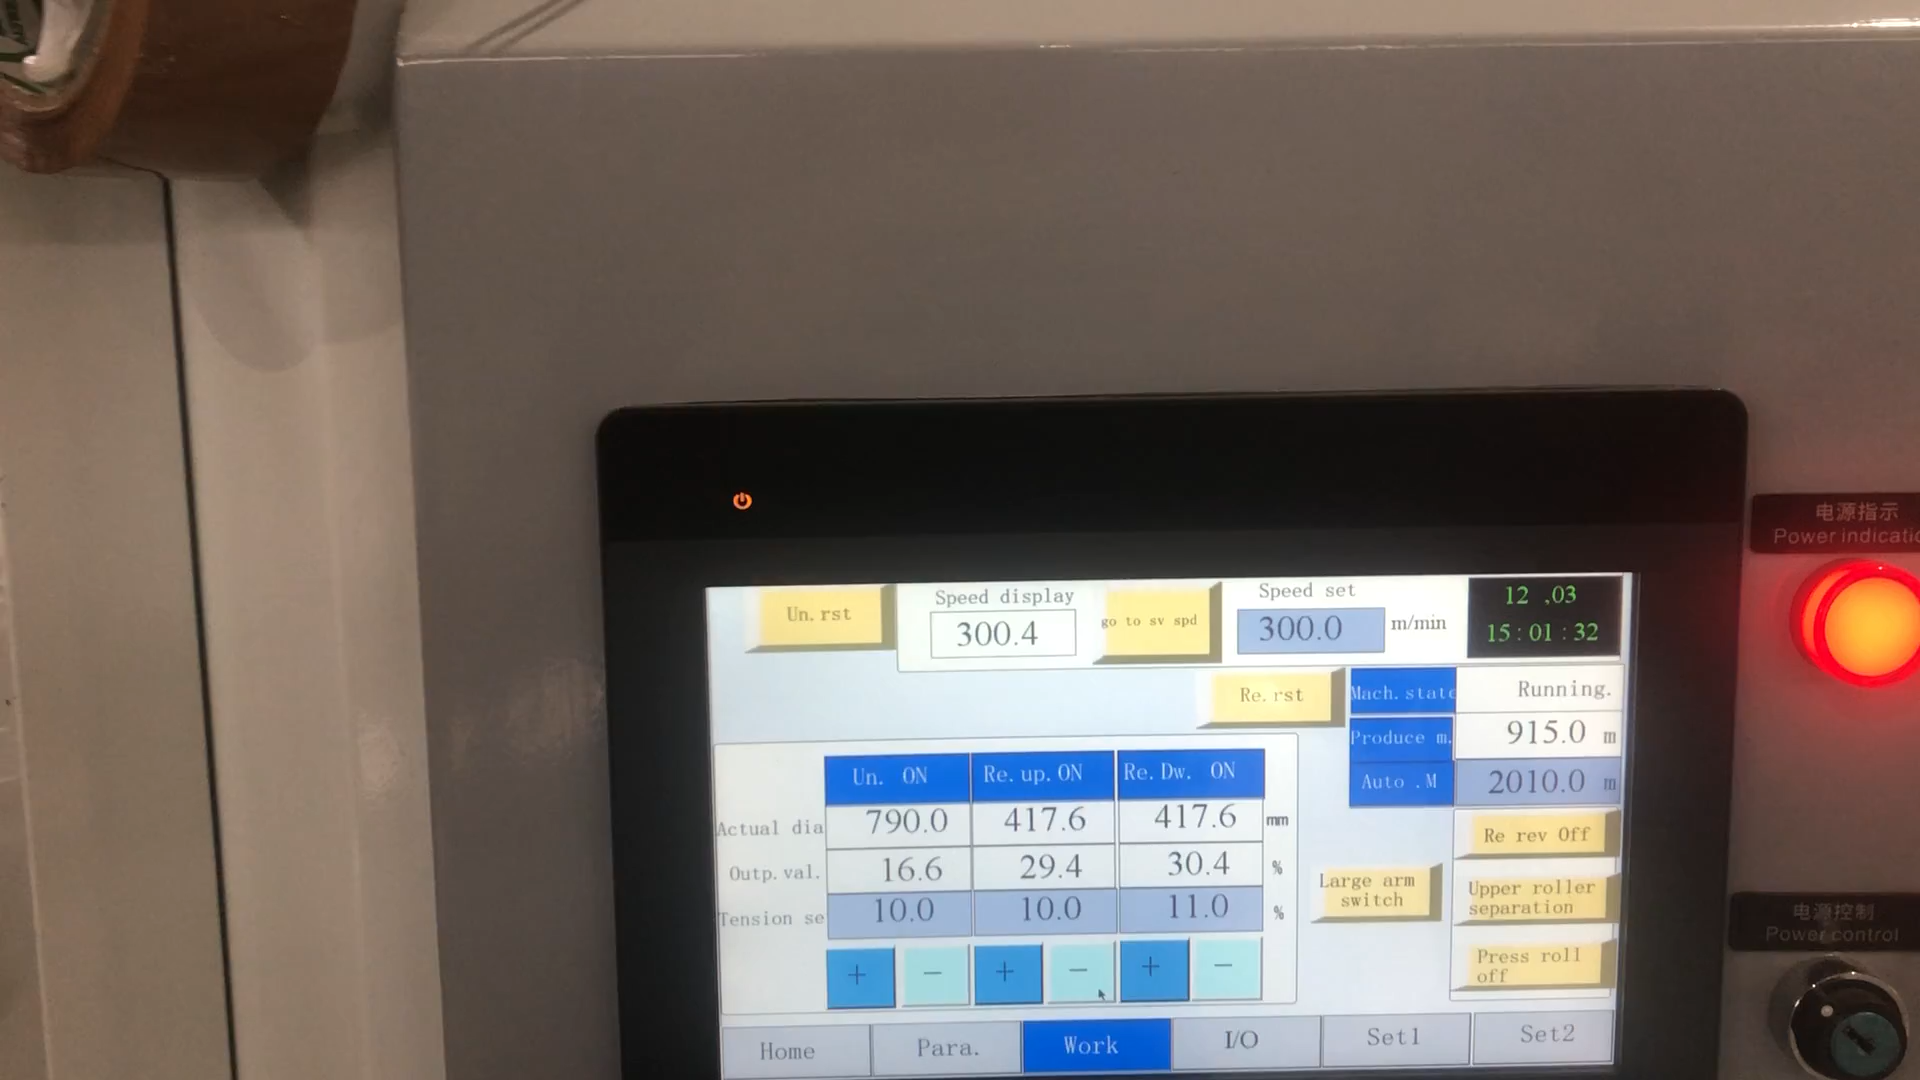 Un.rst
Speed display
300.4
go to sv spd
Speed set
300.0
m/min
12 .03
15:01:32
电源指示
Power indicatio
Re.rst
Mach.state
Running.
Produce m.
915.0 m
Auto .M
2010.0 m
Un. ON
Re.up.ON
Re.Dw. ON
Actual dia
790.0
417.6
417.6
mm
Outp.val.
16.6
29.4
30.4
%
Tension se
10.0
10.0
11.0
%
+
−
+
−
+
−
Large arm
switch
Re rev Off
Upper roller
separation
Press roll
off
电源控制
Power control
Home
Para.
Work
I/O
Set1
Set2